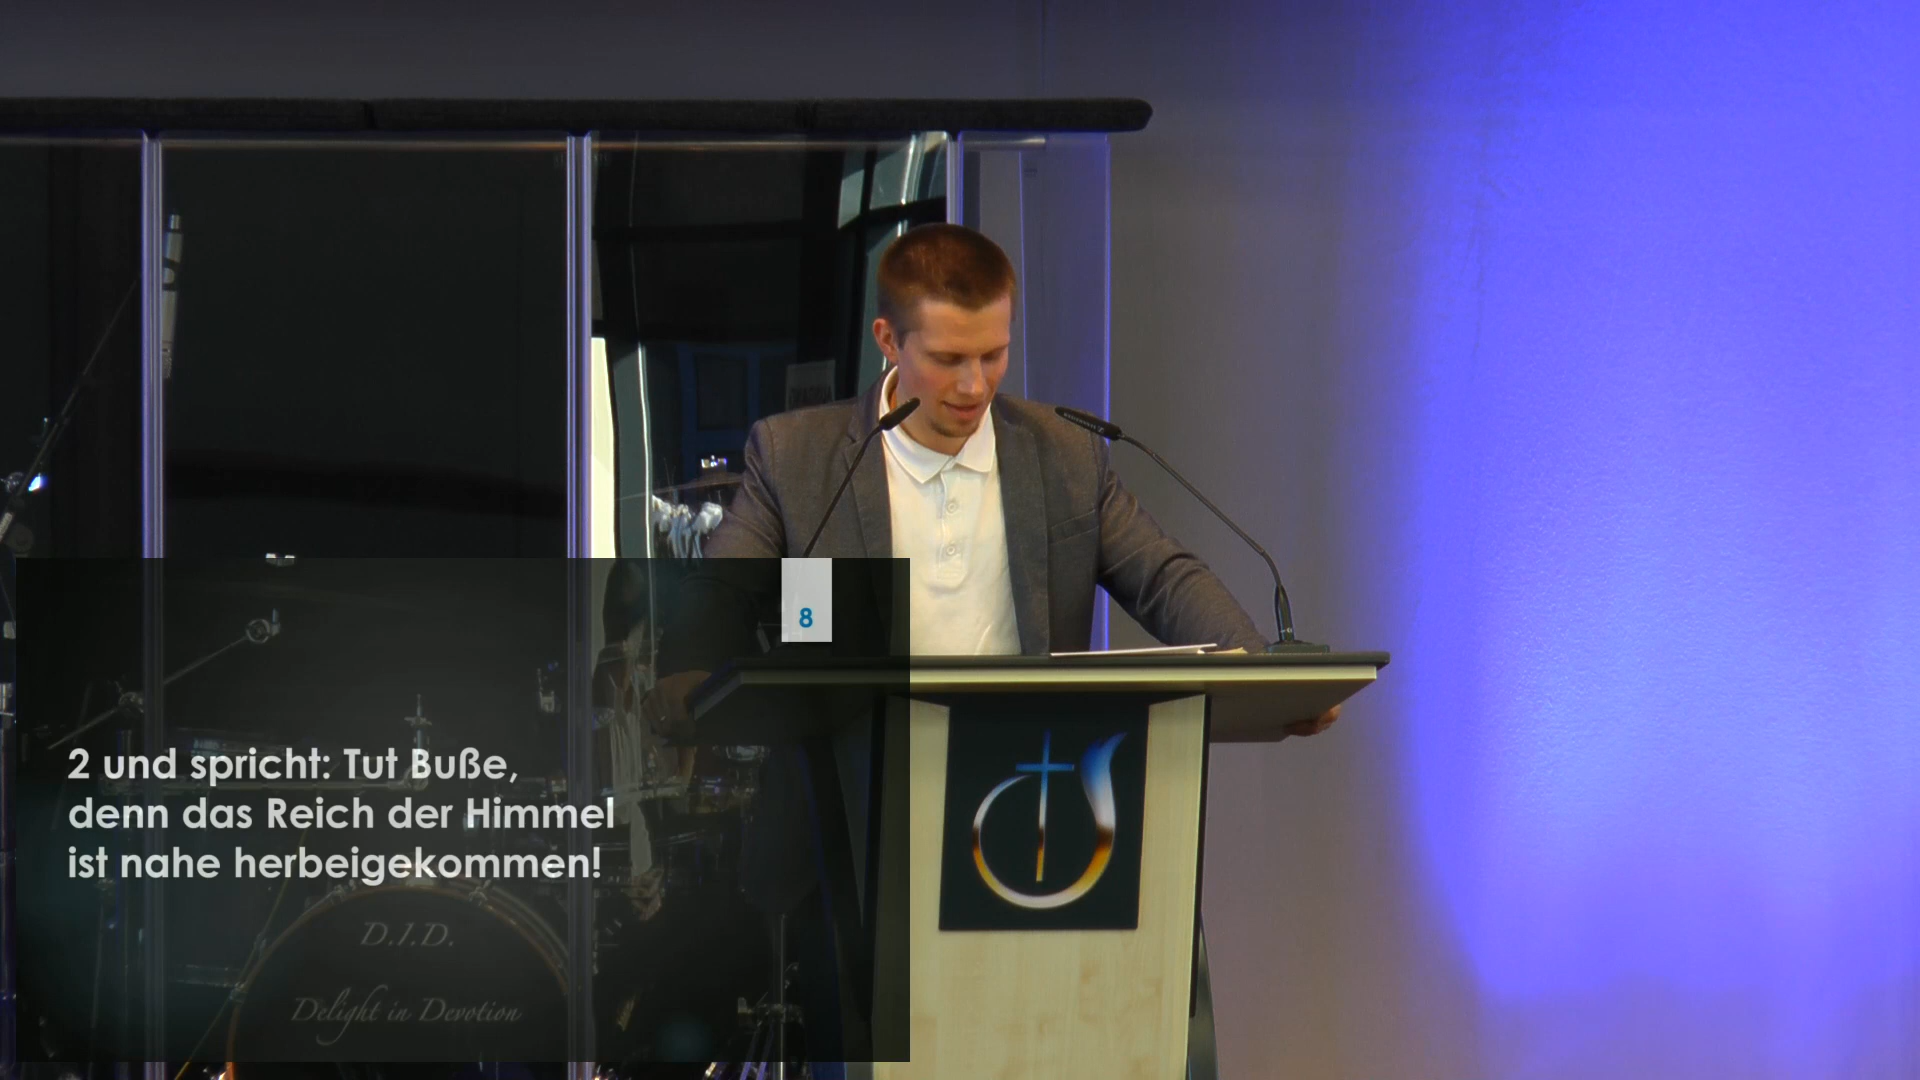 8
2 und spricht: Tut Buße,
denn das Reich der Himmel
ist nahe herbeigekommen!
D.I.D.
Delight in Devotion